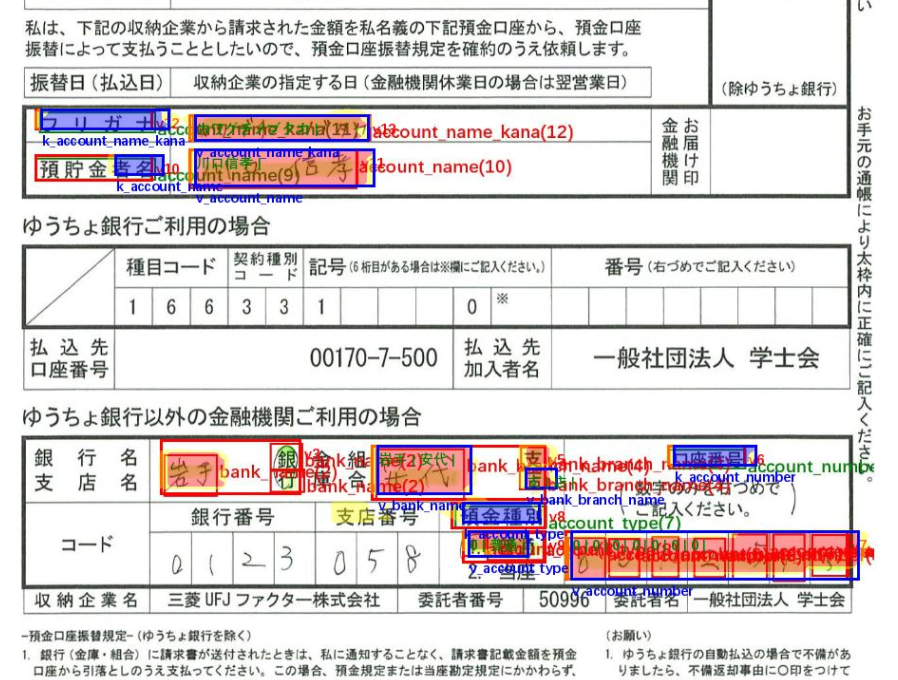 い
私は、下記の収納企業から請求された金額を私名義の下記預金口座から、預金口座
振替によって支払うこととしたいので、預金口座振替規定を確約のうえ依頼します。
振替日（払込日） 収納企業の指定する日（金融機関休業日の場合は翌営業日）
（除ゆうちょ銀行）
フリガナ account_name_kana(12)
k_account_name_kana
v_account_name_kana
預貯金者名 account_name(9) account_name(10)
k_account_name
v_account_name
川口信孝
金融機関 お届け印
お手元の通帳により太枠内に正確にご記入ください。
ゆうちょ銀行ご利用の場合
種目コード 契約種別コード 記号（6桁目がある場合は※欄にご記入ください。） 番号（右づめでご記入ください）
1 6 6 3 3 1 0 ※
払込先口座番号 00170-7-500 払込先加入者名 一般社団法人 学士会
ゆうちょ銀行以外の金融機関ご利用の場合
銀行名 岩手 銀行 金庫 組合 支店 口座番号
支店名
bank_name(2)
k_account_number
v_bank_name
v_bank_branch_name
数字のみを右づめでご記入ください。
銀行番号 支店番号 預金種別 account_type(7)
コード 0 1 2 3 0 5 8
k_account_type
v_account_type
2. 当座
v_account_number
収納企業名 三菱UFJファクター株式会社 委託者番号 50996 委託者名 一般社団法人 学士会
-預金口座振替規定-（ゆうちょ銀行を除く）
1. 銀行（金庫・組合）に請求書が送付されたときは、私に通知することなく、請求書記載金額を預金
口座から引落としのうえ支払ってください。この場合、預金規定または当座勘定規定にかかわらず、
（お願い）
1. ゆうちょ銀行の自動払込の場合で不備があ
りましたら、不備返却事由に〇印をつけて